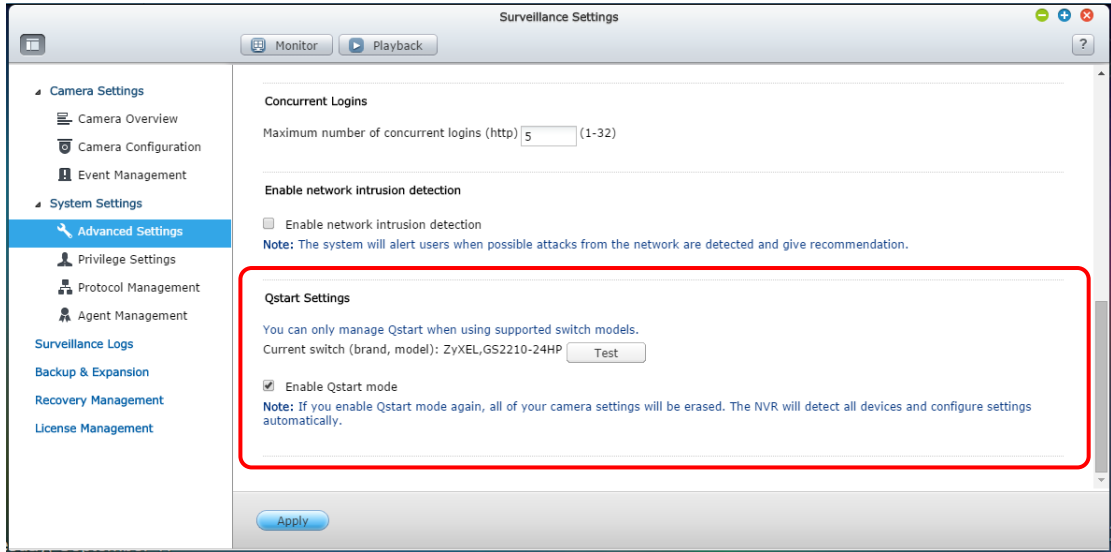 Surveillance Settings
Monitor
Playback
?
Camera Settings
Camera Overview
Camera Configuration
Event Management
System Settings
Advanced Settings
Privilege Settings
Protocol Management
Agent Management
Surveillance Logs
Backup & Expansion
Recovery Management
License Management
Concurrent Logins
Maximum number of concurrent logins (http) 5 (1-32)
Enable network intrusion detection
Enable network intrusion detection
Note: The system will alert users when possible attacks from the network are detected and give recommendation.
Qstart Settings
You can only manage Qstart when using supported switch models.
Current switch (brand, model): ZyXEL,GS2210-24HP Test
Enable Qstart mode
Note: If you enable Qstart mode again, all of your camera settings will be erased. The NVR will detect all devices and configure settings
automatically.
Apply